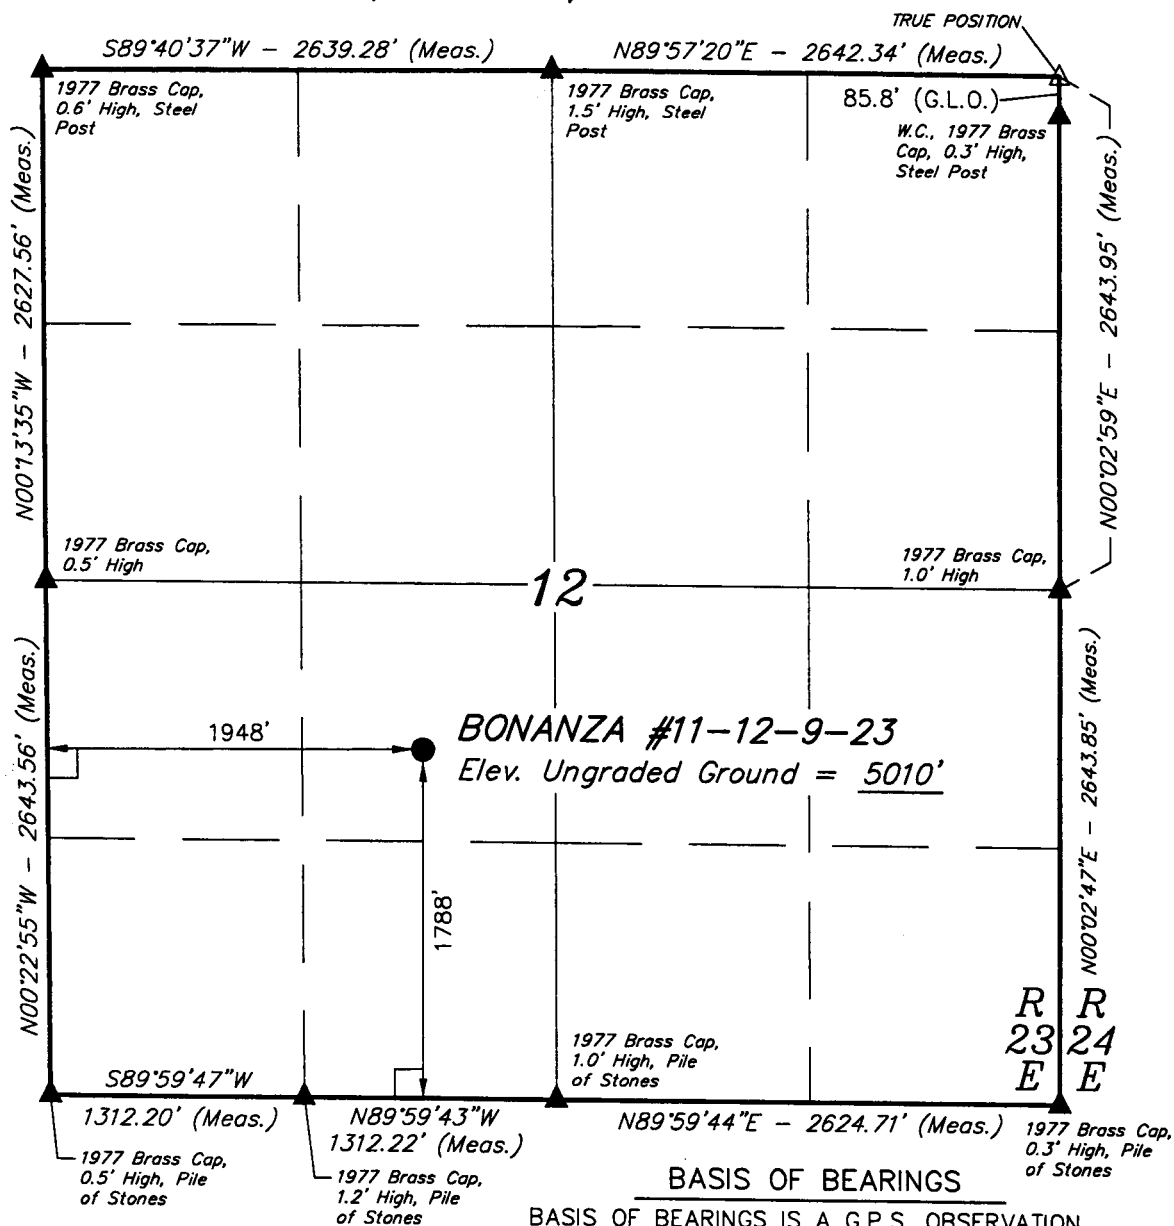 TRUE POSITION
S89°40'37"W - 2639.28' (Meas.)
N89°57'20"E - 2642.34' (Meas.)
1977 Brass Cap,
0.6' High, Steel
Post
1977 Brass Cap,
1.5' High, Steel
Post
85.8' (G.L.O.)
W.C., 1977 Brass
Cap, 0.3' High,
Steel Post
N00°13'35"W - 2627.56' (Meas.)
N00°02'59"E - 2643.95' (Meas.)
1977 Brass Cap,
0.5' High
1977 Brass Cap,
1.0' High
12
N00°22'55"W - 2643.56' (Meas.)
N00°02'47"E - 2643.85' (Meas.)
1948'
BONANZA #11-12-9-23
Elev. Ungraded Ground = 5010'
1788'
1977 Brass Cap,
1.0' High, Pile
of Stones
R R
23 24
E E
S89°59'47"W
1312.20' (Meas.)
N89°59'43"W
1312.22' (Meas.)
N89°59'44"E - 2624.71' (Meas.)
1977 Brass Cap,
0.3' High, Pile
of Stones
1977 Brass Cap,
0.5' High, Pile
of Stones
1977 Brass Cap,
1.2' High, Pile
of Stones
BASIS OF BEARINGS
BASIS OF BEARINGS IS A G.P.S. OBSERVATION